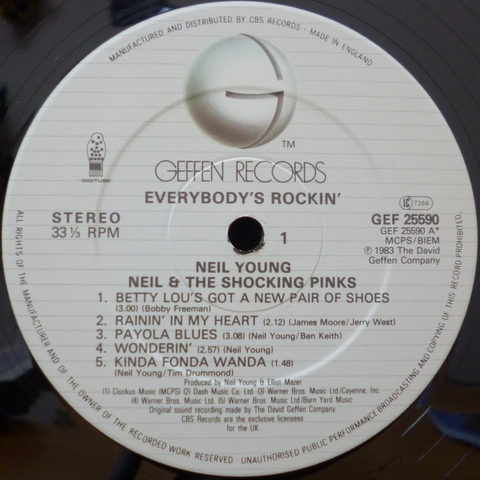 MANUFACTURED AND DISTRIBUTED BY CBS RECORDS · MADE IN ENGLAND
G
TM
GEFFEN RECORDS
EVERYBODY'S ROCKIN'
DIGITUBE
LC 7266
STEREO
33 1/3 RPM
1
GEF 25590
GEF 25590 A*
MCPS/BIEM
℗ 1983 The David
Geffen Company
NEIL YOUNG
NEIL & THE SHOCKING PINKS
1. BETTY LOU'S GOT A NEW PAIR OF SHOES
(3.00) (Bobby Freeman)
2. RAININ' IN MY HEART (2.12) (James Moore/Jerry West)
3. PAYOLA BLUES (3.08) (Neil Young/Ben Keith)
4. WONDERIN' (2.57) (Neil Young)
5. KINDA FONDA WANDA (1.48)
(Neil Young/Tim Drummond)
Produced by Neil Young & Elliot Mazer
(1) Clockus Music (MCPS) (2) Dash Music Co. Ltd. (3) Warner Bros. Music Ltd/Cayenne, Inc.
(4) Warner Bros. Music Ltd. (5) Warner Bros. Music Ltd/Barn Yard Music
Original sound recording made by The David Geffen Company
CBS Records are the exclusive licensees
for the UK
ALL RIGHTS OF THE MANUFACTURER AND OF THE OWNER OF THE RECORDED WORK RESERVED · UNAUTHORISED PUBLIC PERFORMANCE BROADCASTING AND COPYING OF THIS RECORD PROHIBITED.